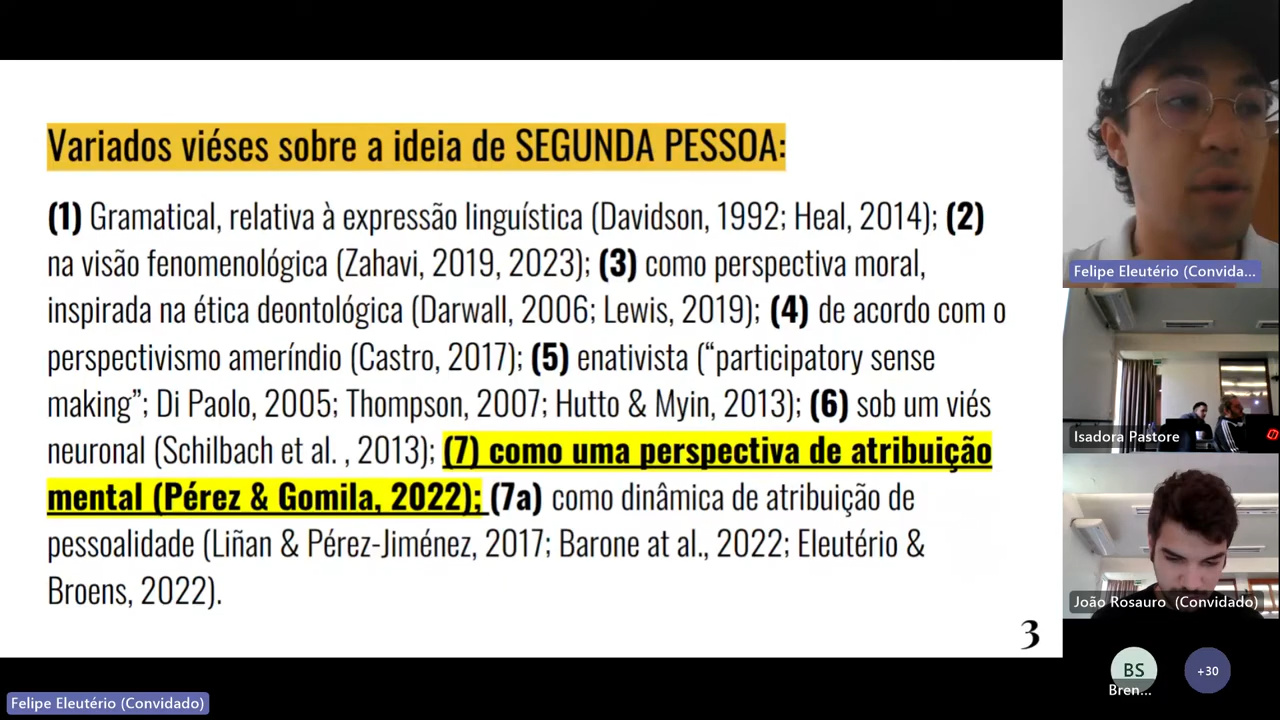 Variados viéses sobre a ideia de SEGUNDA PESSOA:
(1) Gramatical, relativa à expressão linguística (Davidson, 1992; Heal, 2014); (2)
na visão fenomenológica (Zahavi, 2019, 2023); (3) como perspectiva moral,
inspirada na ética deontológica (Darwall, 2006; Lewis, 2019); (4) de acordo com o
perspectivismo ameríndio (Castro, 2017); (5) enativista (“participatory sense
making”; Di Paolo, 2005; Thompson, 2007; Hutto & Myin, 2013); (6) sob um viés
neuronal (Schilbach et al. , 2013); (7) como uma perspectiva de atribuição
mental (Pérez & Gomila, 2022); (7a) como dinâmica de atribuição de
pessoalidade (Liñan & Pérez-Jiménez, 2017; Barone at al., 2022; Eleutério &
Broens, 2022).
3
Felipe Eleutério (Convida...
Isadora Pastore
João Rosauro (Convidado)
BS
Bren...
+30
Felipe Eleutério (Convidado)